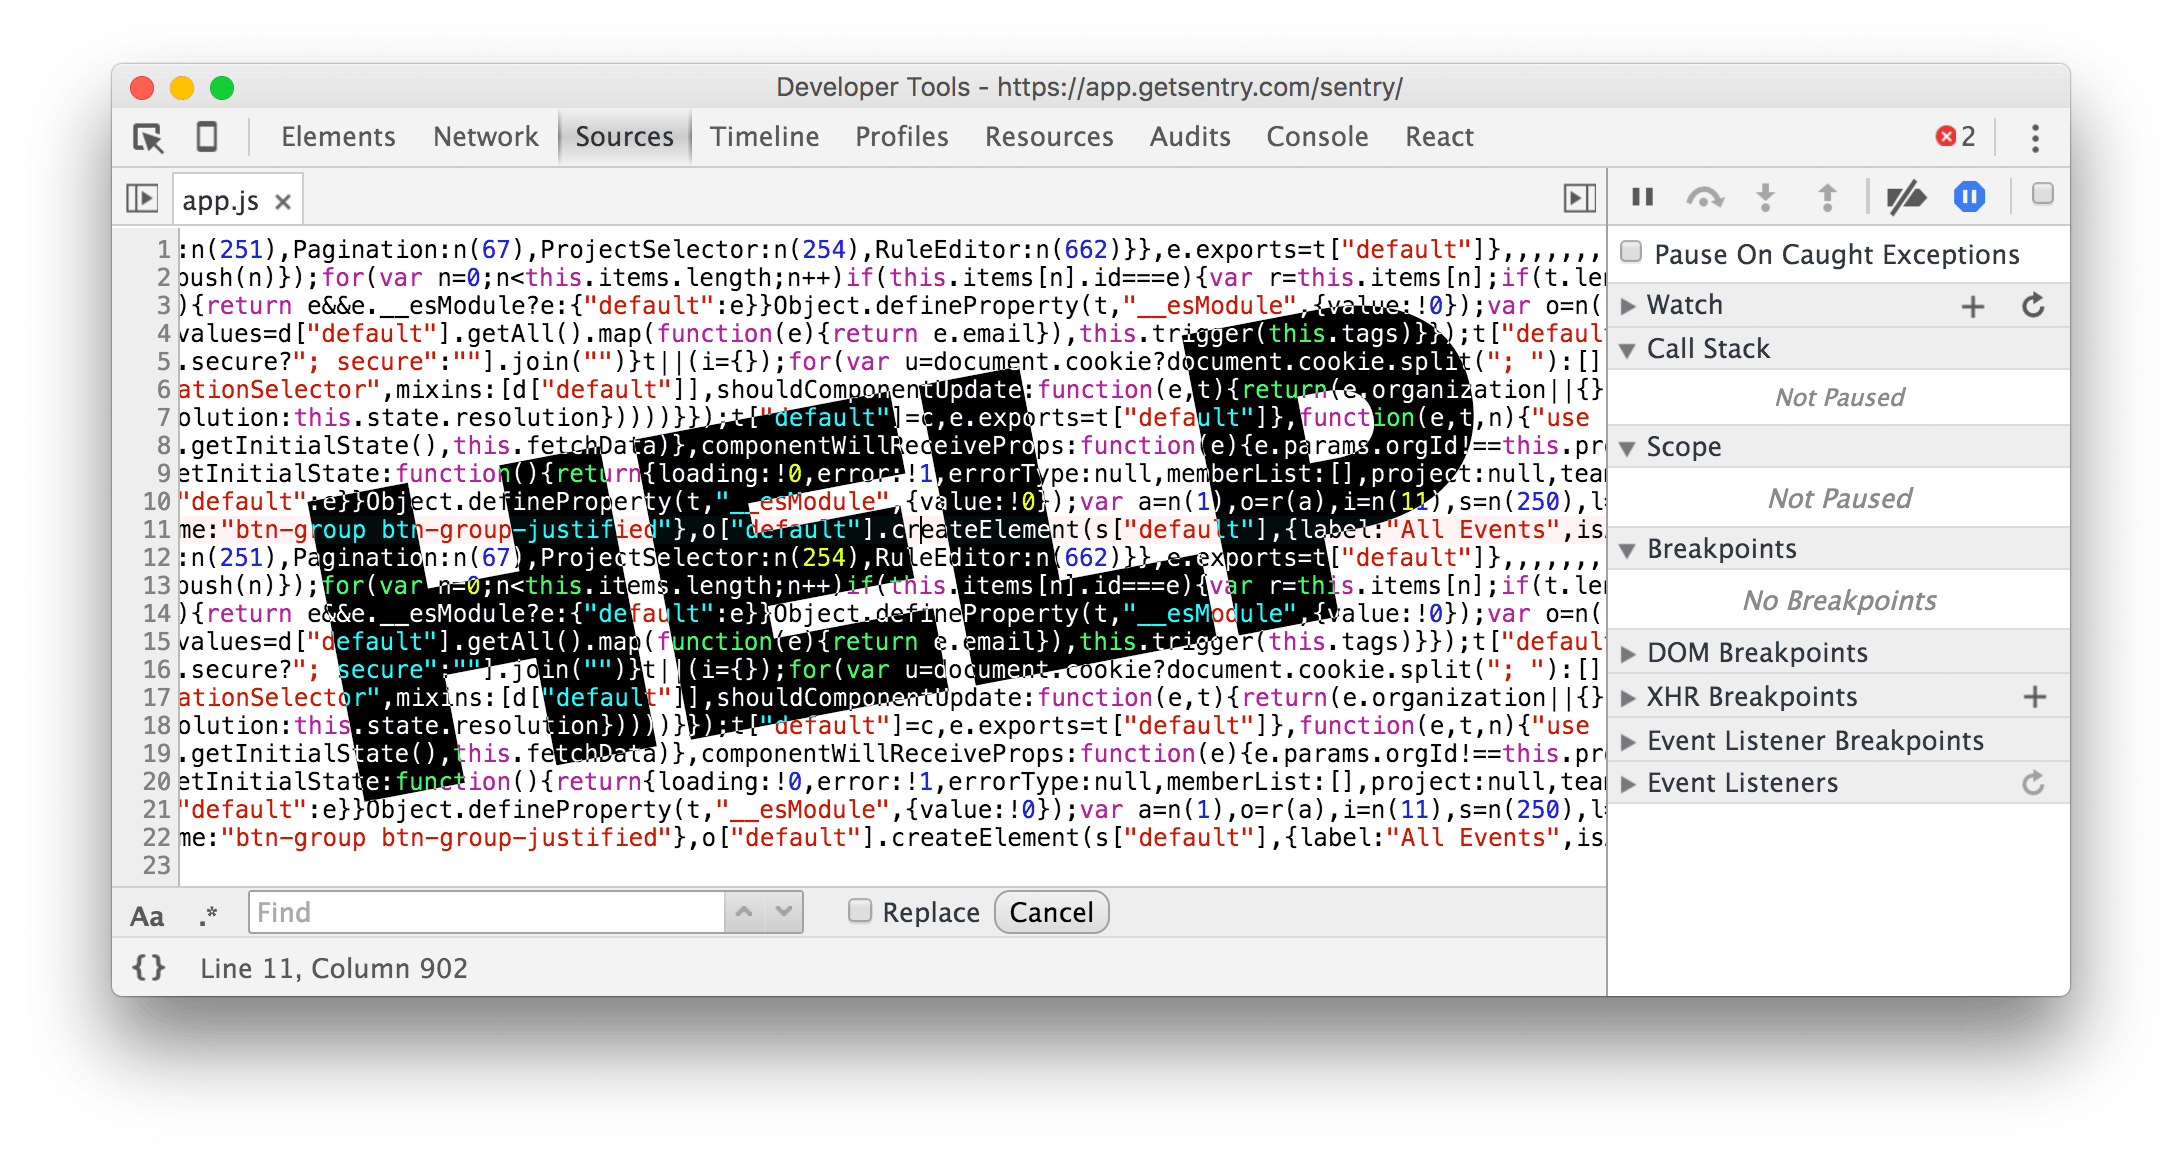 Developer Tools - https://app.getsentry.com/sentry/
Elements Network Sources Timeline Profiles Resources Audits Console React 2
app.js ×
1 :n(251),Pagination:n(67),ProjectSelector:n(254),RuleEditor:n(662)}},e.exports=t["default"]},,,,,,,
2 push(n)});for(var n=0;n<this.items.length;n++)if(this.items[n].id===e){var r=this.items[n];if(t.len
3 ){return e&&e.__esModule?e:{"default":e}}Object.defineProperty(t,"__esModule",{value:!0});var o=n(
4 values=d["default"].getAll().map(function(e){return e.email}),this.trigger(this.tags)}});t["defaul
5 .secure?"; secure":""].join("")}t||(i={});for(var u=document.cookie?document.cookie.split("; "):[]
6 ationSelector",mixins:[d["default"]],shouldComponentUpdate:function(e,t){return(e.organization||{}
7 olution:this.state.resolution})))}});t["default"]=c,e.exports=t["default"]},function(e,t,n){"use
8 .getInitialState(),this.fetchData)},componentWillReceiveProps:function(e){e.params.orgId!==this.pr
9 etInitialState:function(){return{loading:!0,error:!1,errorType:null,memberList:[],project:null,tea
10 "default":e}}Object.defineProperty(t,"__esModule",{value:!0});var a=n(1),o=r(a),i=n(11),s=n(250),l
11 me:"btn-group btn-group-justified"},o["default"].createElement(s["default"],{label:"All Events",is
12 :n(251),Pagination:n(67),ProjectSelector:n(254),RuleEditor:n(662)}},e.exports=t["default"]},,,,,,,
13 push(n)});for(var n=0;n<this.items.length;n++)if(this.items[n].id===e){var r=this.items[n];if(t.len
14 ){return e&&e.__esModule?e:{"default":e}}Object.defineProperty(t,"__esModule",{value:!0});var o=n(
15 values=d["default"].getAll().map(function(e){return e.email}),this.trigger(this.tags)}});t["defaul
16 .secure?"; secure":""].join("")}t||(i={});for(var u=document.cookie?document.cookie.split("; "):[]
17 ationSelector",mixins:[d["default"]],shouldComponentUpdate:function(e,t){return(e.organization||{}
18 olution:this.state.resolution})))}});t["default"]=c,e.exports=t["default"]},function(e,t,n){"use
19 .getInitialState(),this.fetchData)},componentWillReceiveProps:function(e){e.params.orgId!==this.pr
20 etInitialState:function(){return{loading:!0,error:!1,errorType:null,memberList:[],project:null,tea
21 "default":e}}Object.defineProperty(t,"__esModule",{value:!0});var a=n(1),o=r(a),i=n(11),s=n(250),l
22 me:"btn-group btn-group-justified"},o["default"].createElement(s["default"],{label:"All Events",is
23
HELP
Aa .* Find Replace Cancel
{} Line 11, Column 902
Pause On Caught Exceptions
Watch
Call Stack
Not Paused
Scope
Not Paused
Breakpoints
No Breakpoints
DOM Breakpoints
XHR Breakpoints
Event Listener Breakpoints
Event Listeners